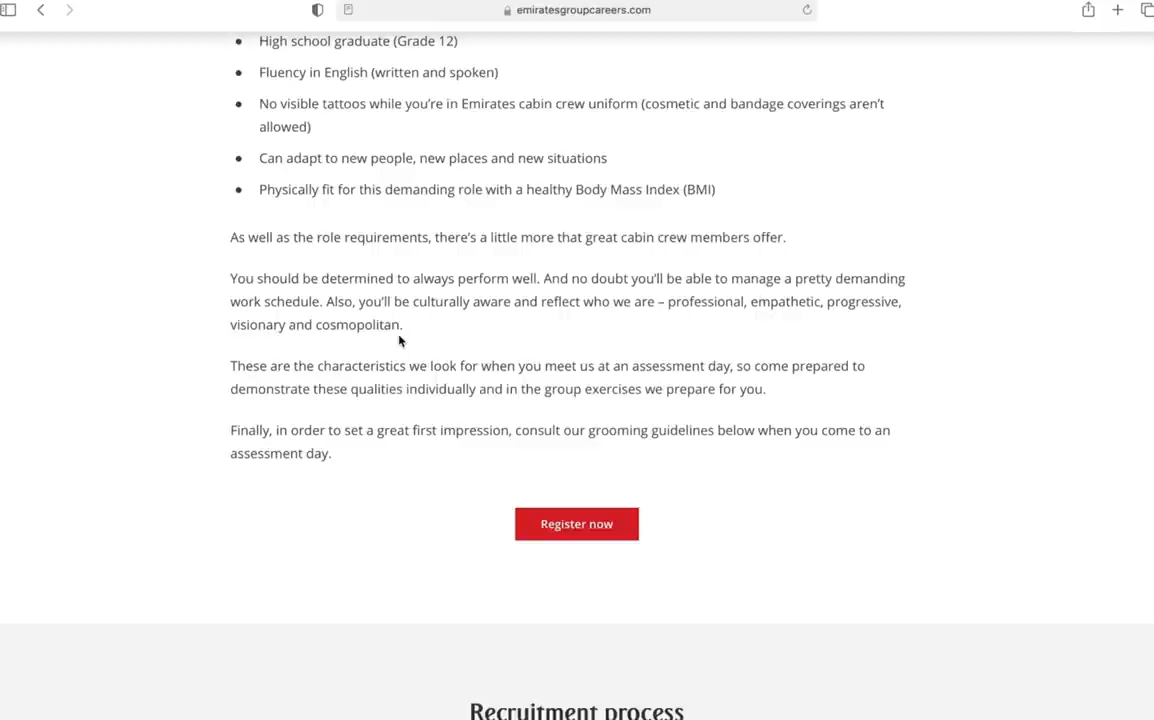 emiratesgroupcareers.com
High school graduate (Grade 12)
Fluency in English (written and spoken)
No visible tattoos while you're in Emirates cabin crew uniform (cosmetic and bandage coverings aren't
allowed)
Can adapt to new people, new places and new situations
Physically fit for this demanding role with a healthy Body Mass Index (BMI)
As well as the role requirements, there's a little more that great cabin crew members offer.
You should be determined to always perform well. And no doubt you'll be able to manage a pretty demanding
work schedule. Also, you'll be culturally aware and reflect who we are – professional, empathetic, progressive,
visionary and cosmopolitan.
These are the characteristics we look for when you meet us at an assessment day, so come prepared to
demonstrate these qualities individually and in the group exercises we prepare for you.
Finally, in order to set a great first impression, consult our grooming guidelines below when you come to an
assessment day.
Register now
Recruitment process